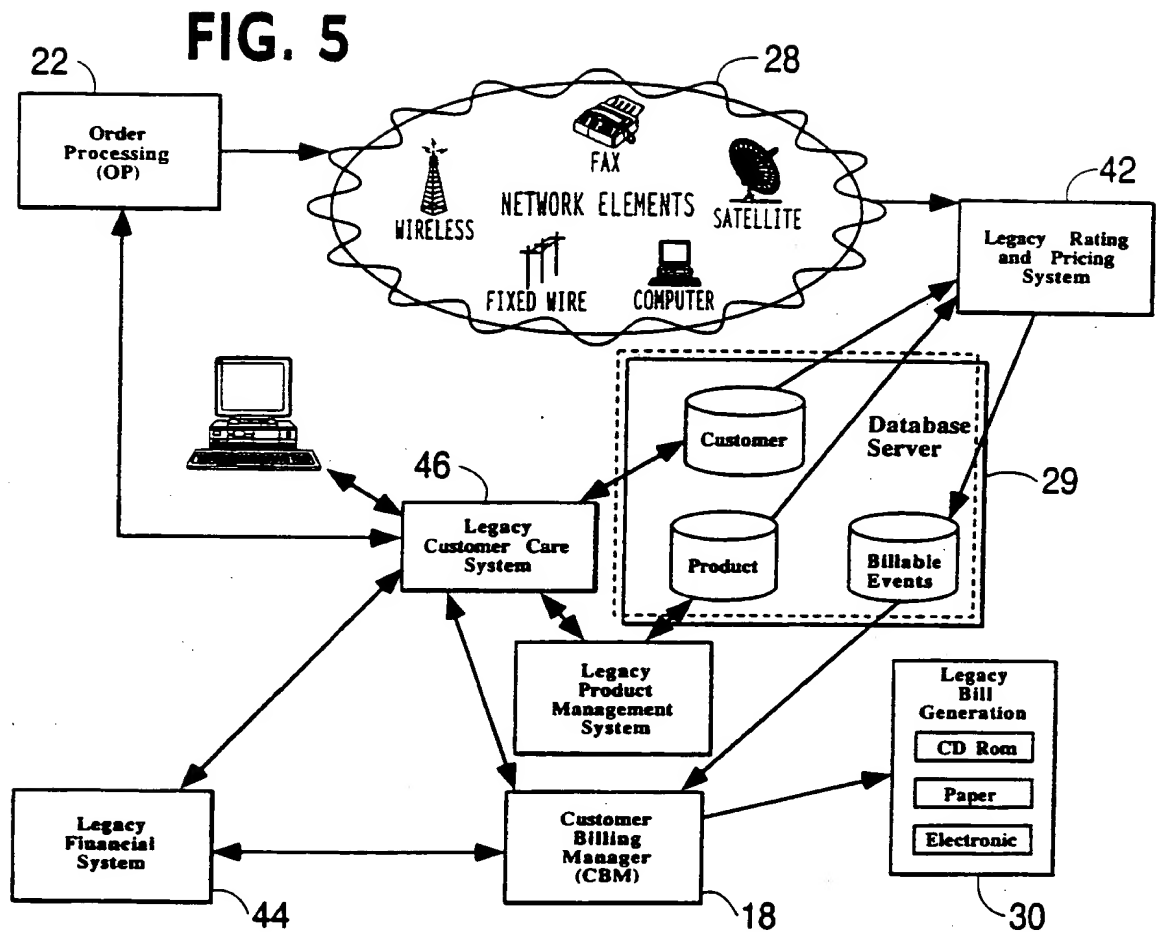 FIG. 5
22
28
Order
Processing
(OP)
FAX
WIRELESS
NETWORK ELEMENTS
SATELLITE
FIXED WIRE
COMPUTER
42
Legacy Rating
and Pricing
System
Customer
Database
Server
29
46
Legacy
Customer Care
System
Product
Billable
Events
Legacy
Product
Management
System
Legacy
Bill
Generation
CD Rom
Paper
Electronic
30
Legacy
Financial
System
44
Customer
Billing
Manager
(CBM)
18